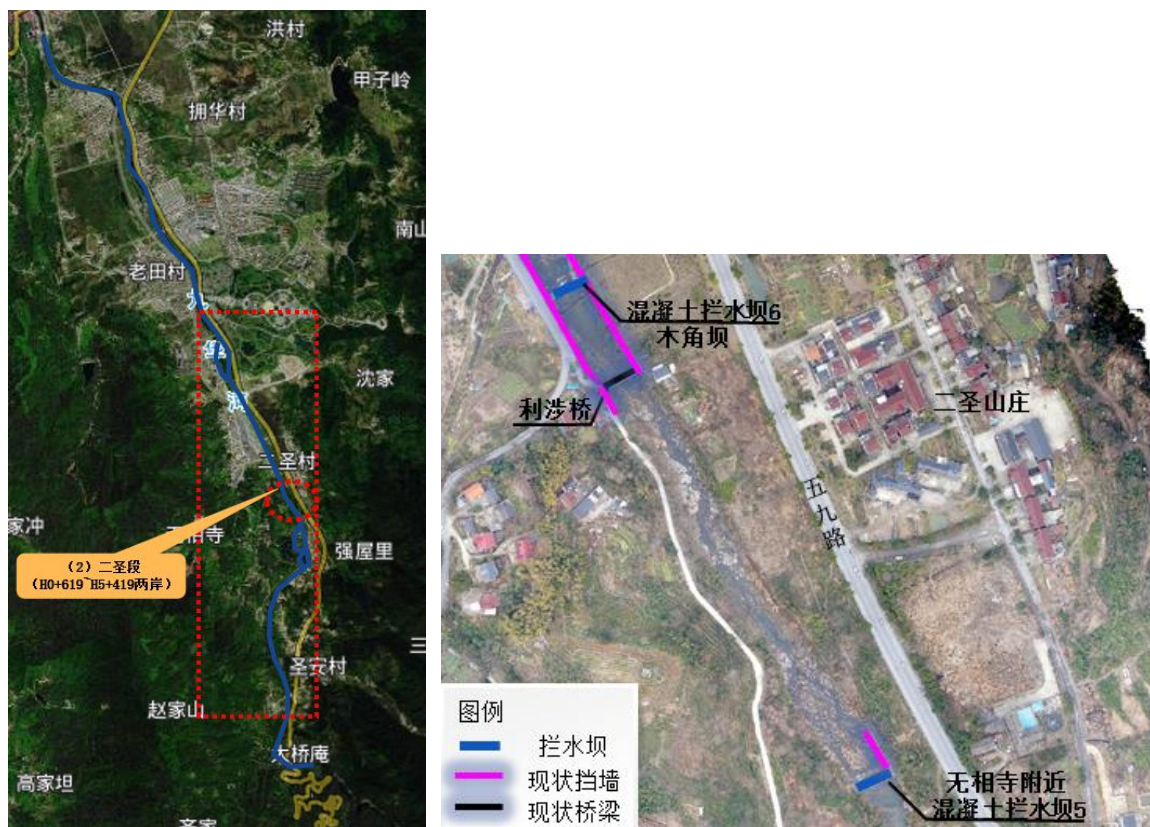 洪村
甲子岭
拥华村
南山
老田村
九
华
河
沈家
二圣村
家冲
相寺
强屋里
（2）二圣段
（H0+619~H5+419两岸）
圣安村
三
赵家山
大桥庵
高家坦
混凝土拦水坝6
木角坝
利涉桥
二圣山庄
五九路
图例
拦水坝
现状挡墙
现状桥梁
无相寺附近
混凝土拦水坝5